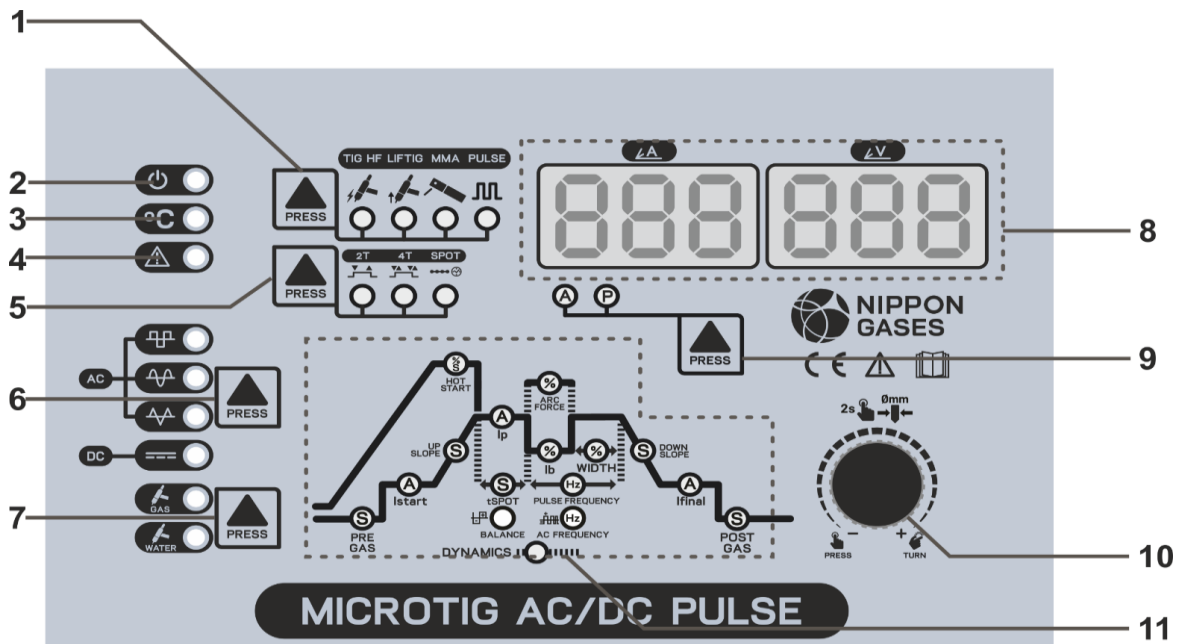 1
TIG HF LIFTIG MMA PULSE
A
V
2
PRESS
888 888
3
°C
8
4
2T 4T SPOT
5
PRESS
A P
NIPPON
GASES
PRESS
9
CE
%
S
HOT
START
%
ARC
FORCE
2s
Ømm
AC
6
PRESS
A
Ip
UP
SLOPE
S
%
Ib
%
WIDTH
S
DOWN
SLOPE
DC
A
Istart
S
tSPOT
Hz
PULSE FREQUENCY
A
Ifinal
GAS
7
PRESS
S
PRE
GAS
BALANCE
Hz
AC FREQUENCY
S
POST
GAS
WATER
DYNAMICS
- +
PRESS
TURN
10
MICROTIG AC/DC PULSE
11